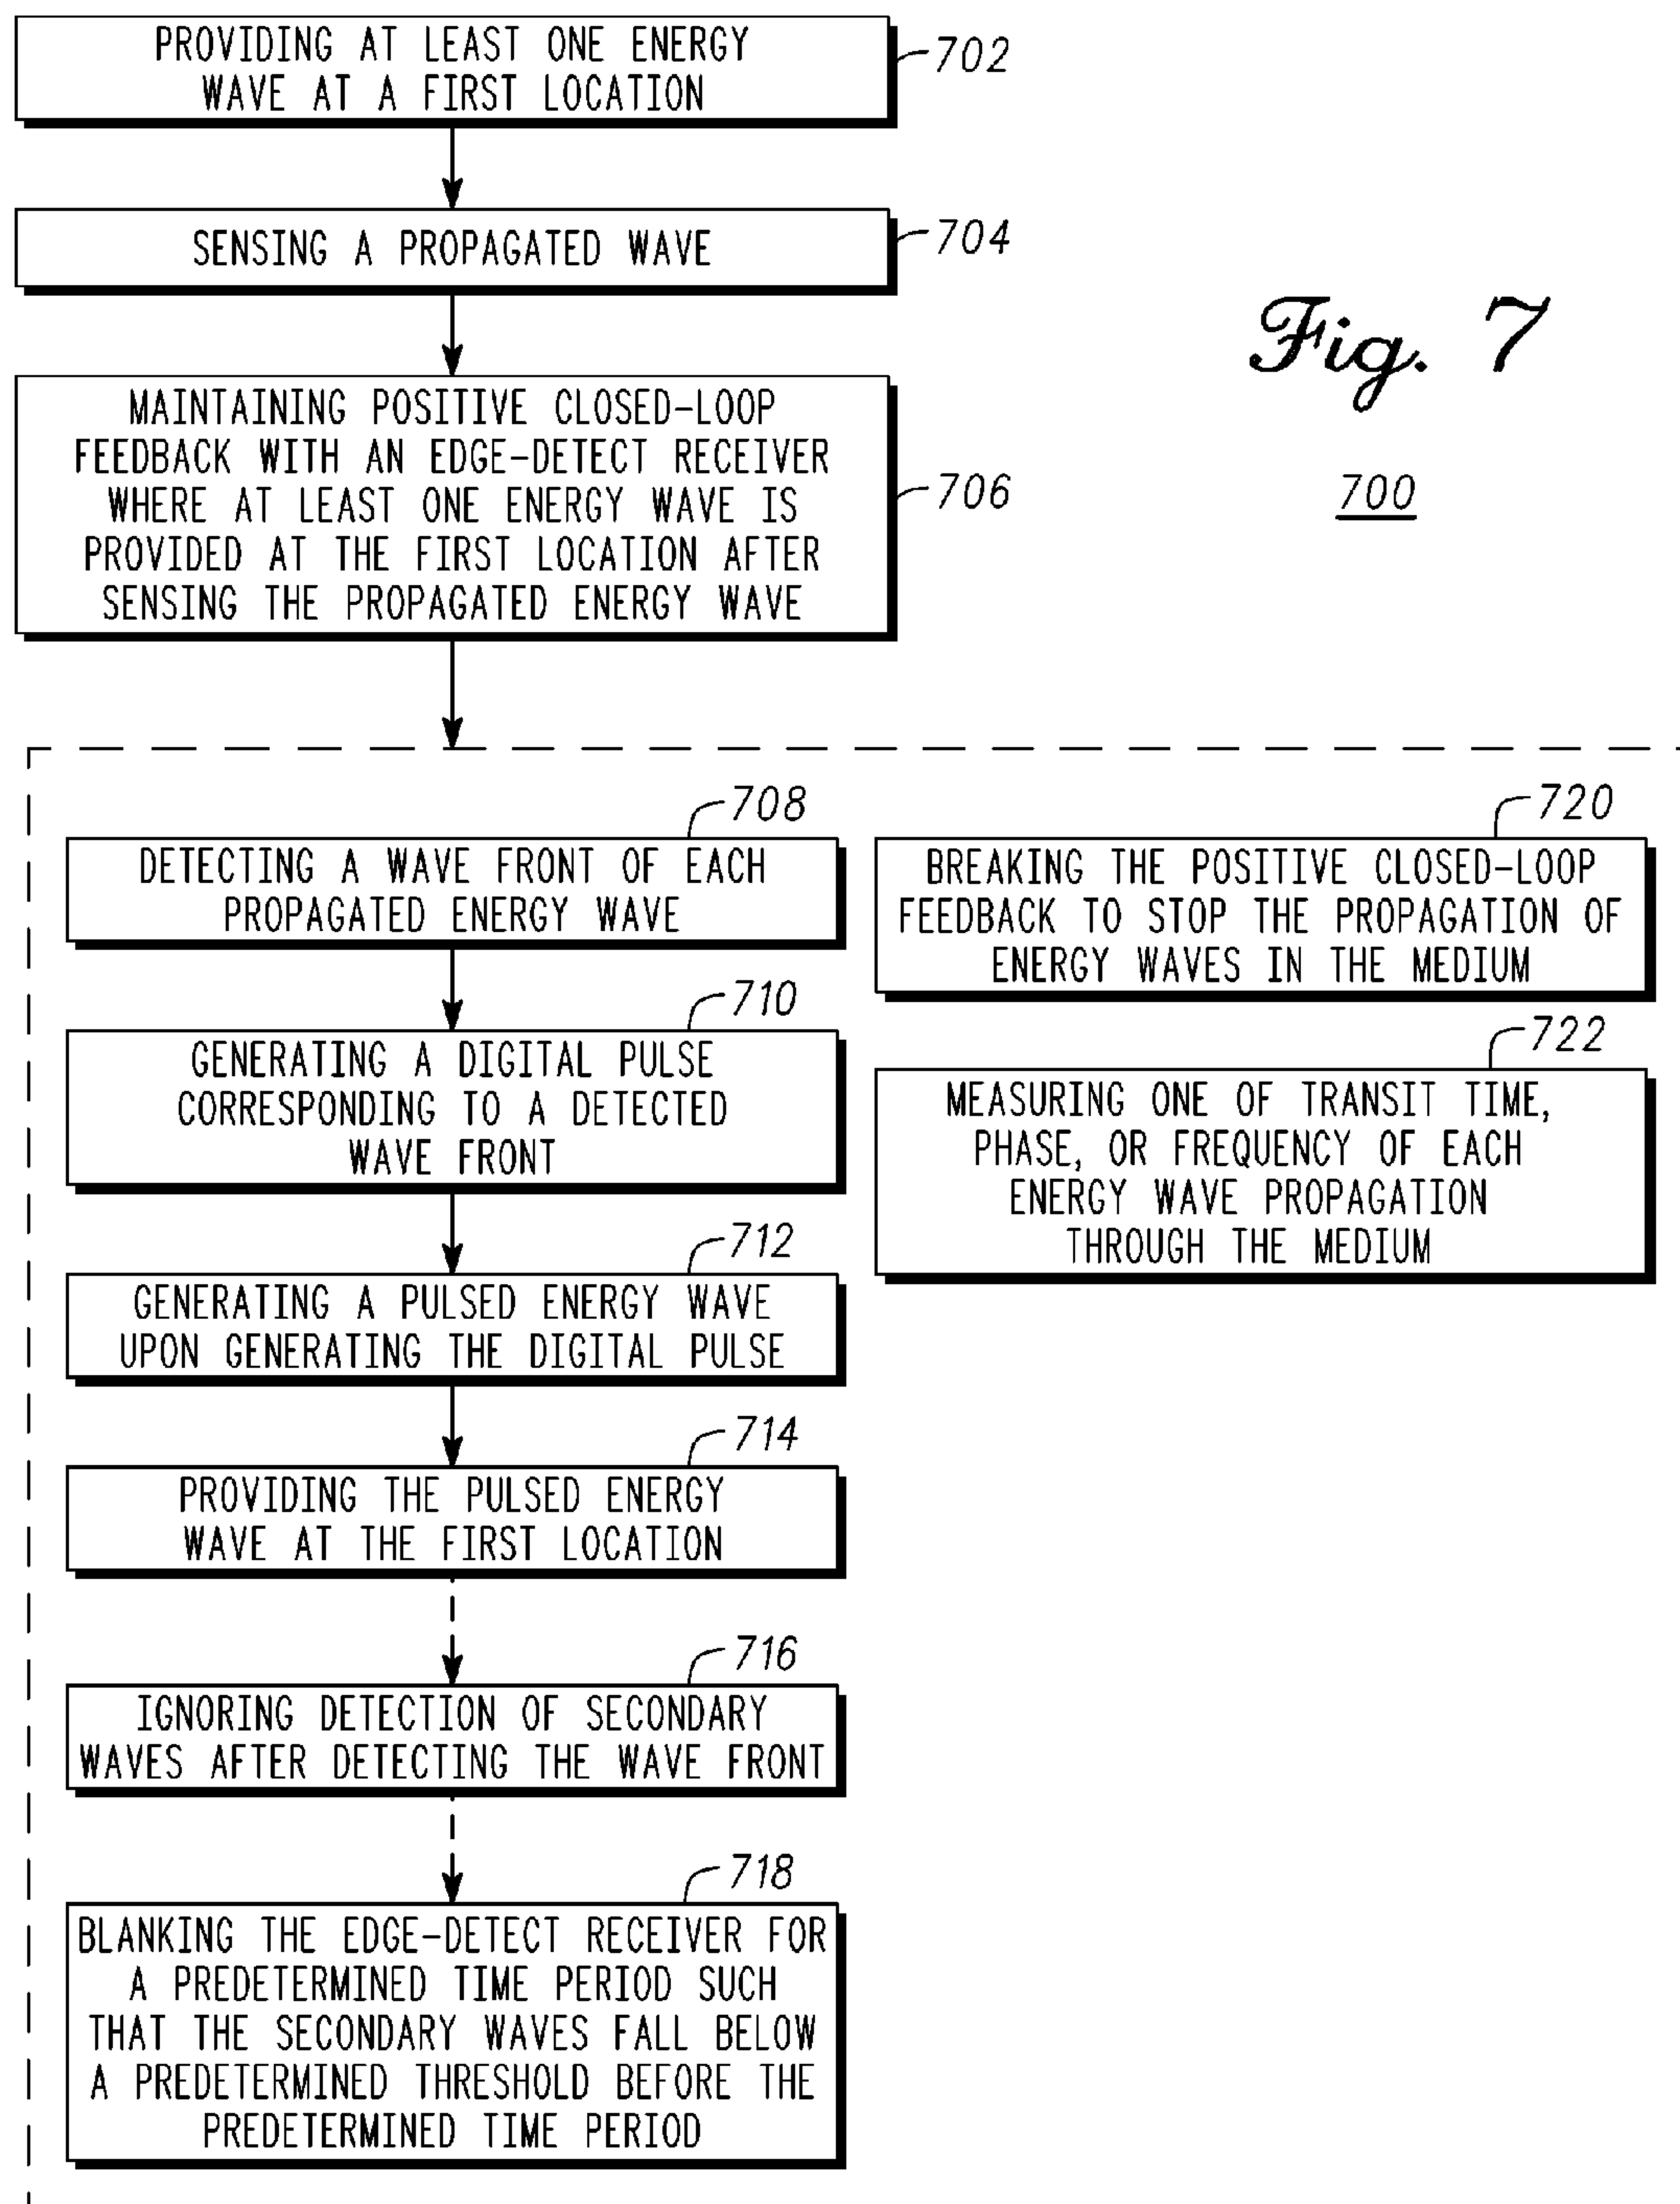 PROVIDING AT LEAST ONE ENERGY
WAVE AT A FIRST LOCATION
702
SENSING A PROPAGATED WAVE
704
Fig. 7
700
MAINTAINING POSITIVE CLOSED-LOOP
FEEDBACK WITH AN EDGE-DETECT RECEIVER
WHERE AT LEAST ONE ENERGY WAVE IS
PROVIDED AT THE FIRST LOCATION AFTER
SENSING THE PROPAGATED ENERGY WAVE
706
708
DETECTING A WAVE FRONT OF EACH
PROPAGATED ENERGY WAVE
710
GENERATING A DIGITAL PULSE
CORRESPONDING TO A DETECTED
WAVE FRONT
712
GENERATING A PULSED ENERGY WAVE
UPON GENERATING THE DIGITAL PULSE
714
PROVIDING THE PULSED ENERGY
WAVE AT THE FIRST LOCATION
716
IGNORING DETECTION OF SECONDARY
WAVES AFTER DETECTING THE WAVE FRONT
718
BLANKING THE EDGE-DETECT RECEIVER FOR
A PREDETERMINED TIME PERIOD SUCH
THAT THE SECONDARY WAVES FALL BELOW
A PREDETERMINED THRESHOLD BEFORE THE
PREDETERMINED TIME PERIOD
720
BREAKING THE POSITIVE CLOSED-LOOP
FEEDBACK TO STOP THE PROPAGATION OF
ENERGY WAVES IN THE MEDIUM
722
MEASURING ONE OF TRANSIT TIME,
PHASE, OR FREQUENCY OF EACH
ENERGY WAVE PROPAGATION
THROUGH THE MEDIUM